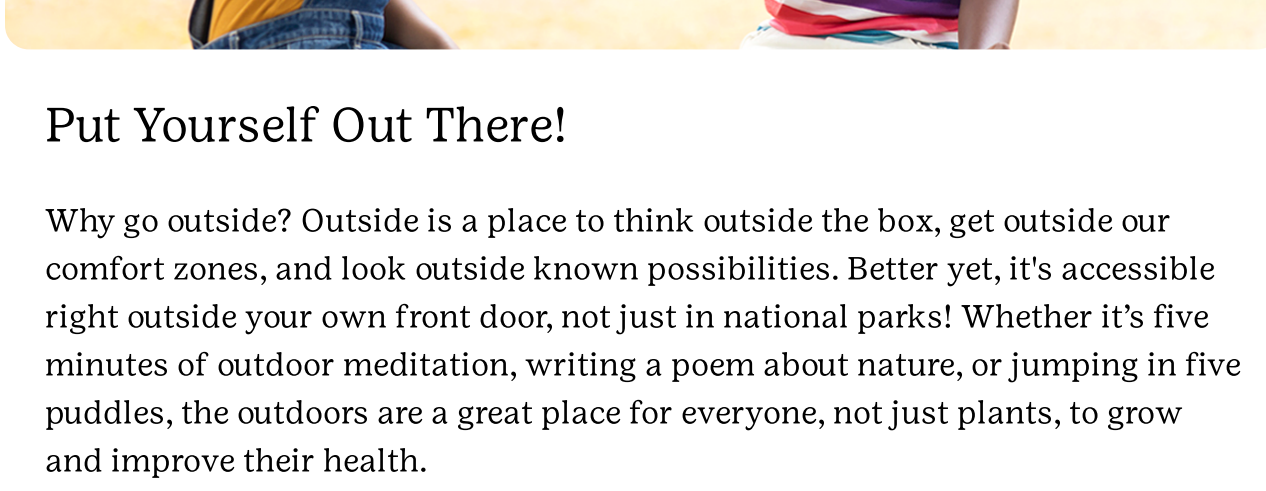 Put Yourself Out There!
Why go outside? Outside is a place to think outside the box, get outside our
comfort zones, and look outside known possibilities. Better yet, it's accessible
right outside your own front door, not just in national parks! Whether it’s five
minutes of outdoor meditation, writing a poem about nature, or jumping in five
puddles, the outdoors are a great place for everyone, not just plants, to grow
and improve their health.